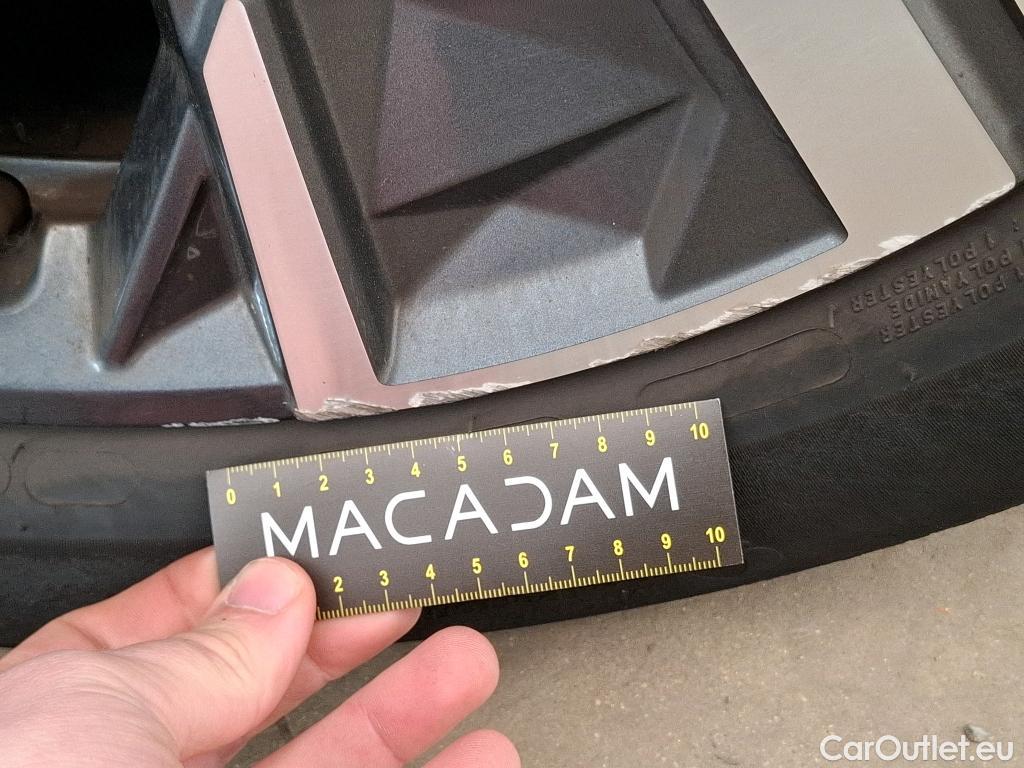 1 POLYESTER
1 POLYAMIDE
1 POLYESTER
0 1 2 3 4 5 6 7 8 9 10
MACADAM
2 3 4 5 6 7 8 9 10
CarOutlet.eu